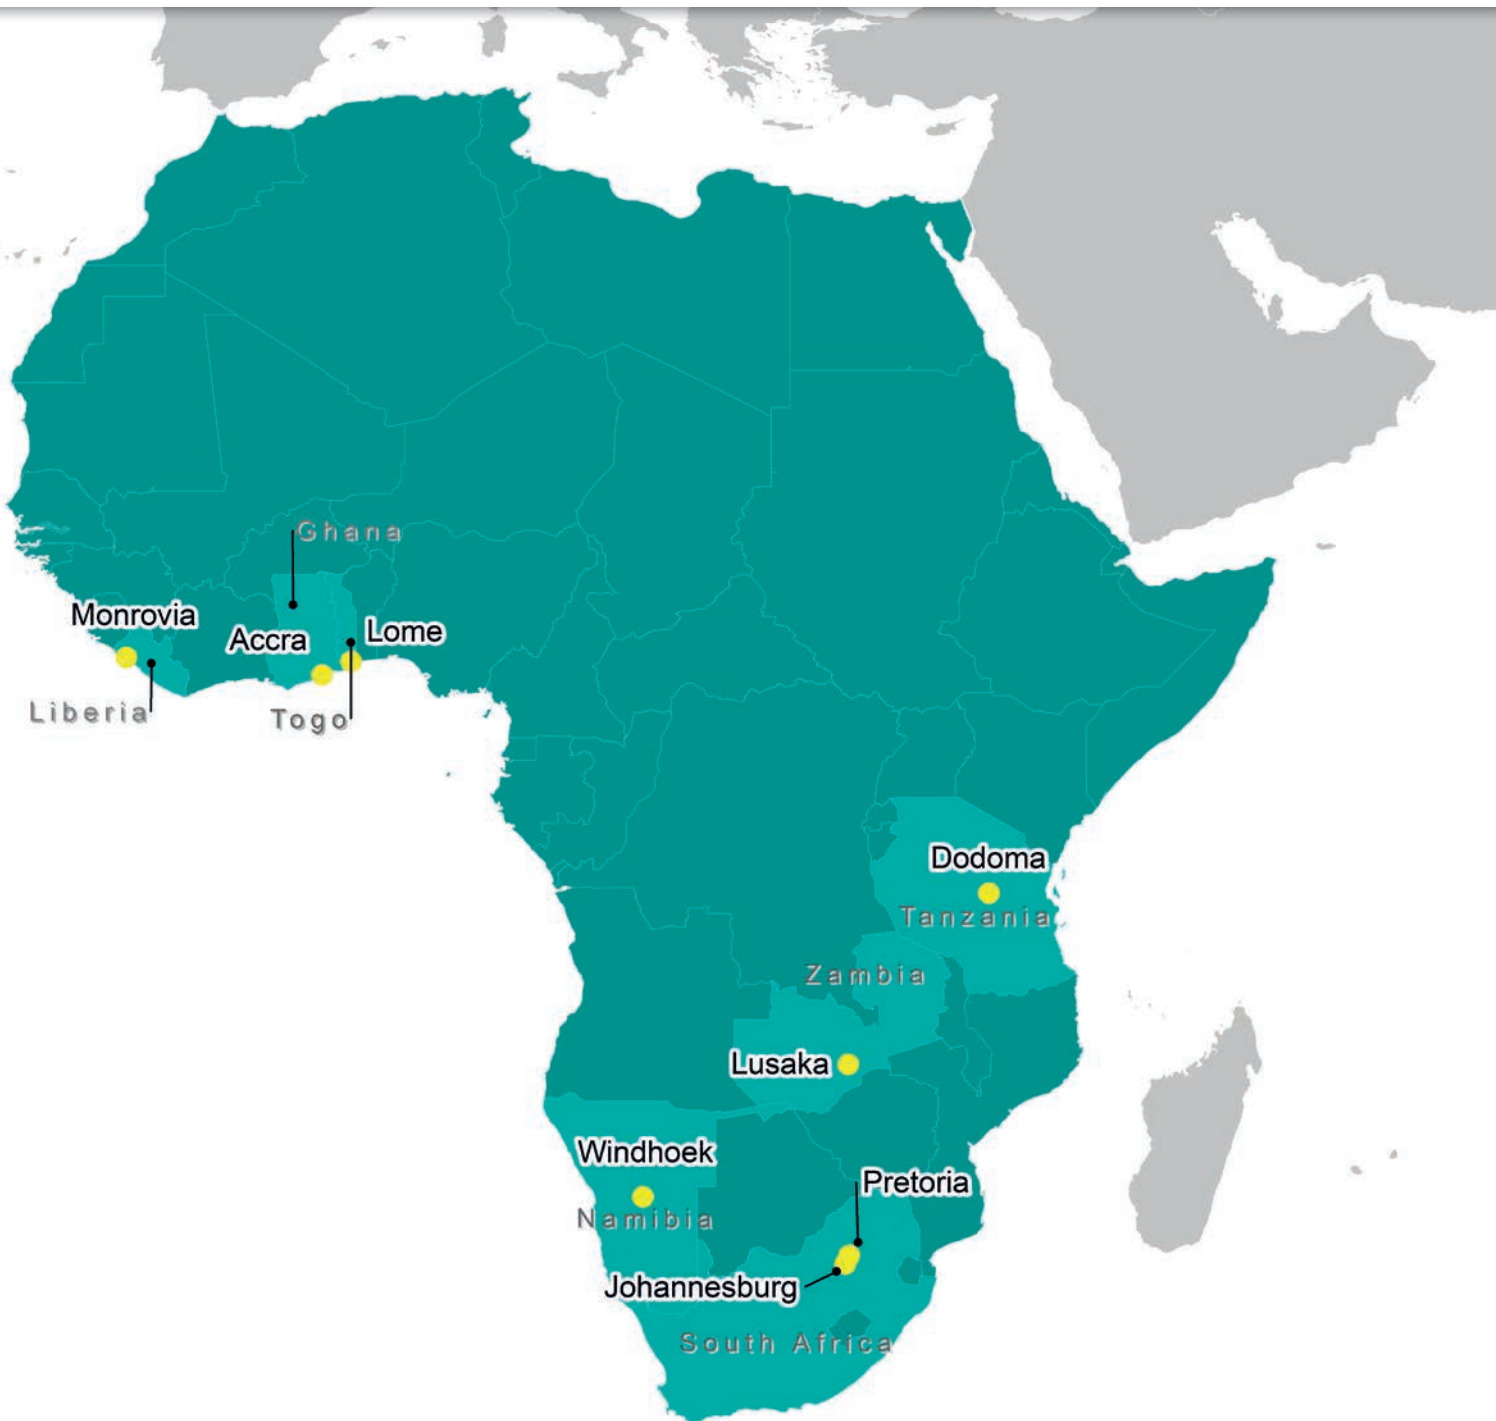 Ghana
Monrovia
Accra
Lome
Liberia
Togo
Dodoma
Tanzania
Zambia
Lusaka
Windhoek
Pretoria
Namibia
Johannesburg
South Africa